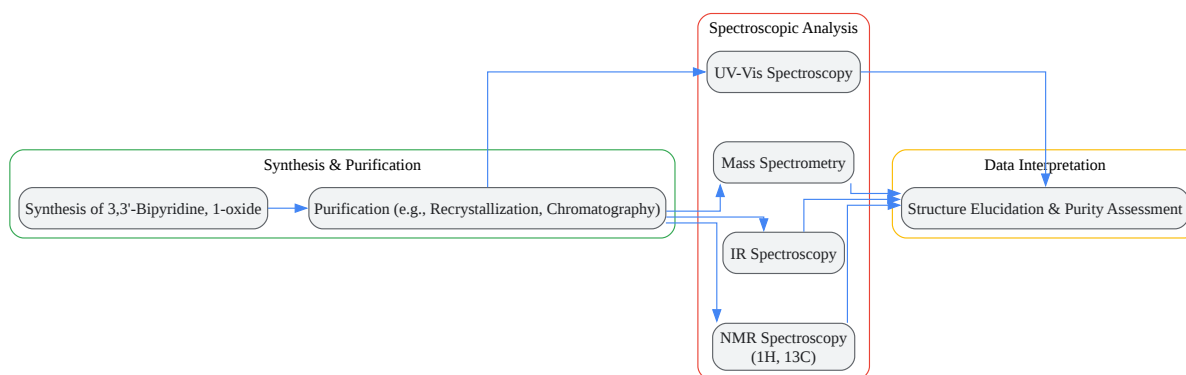 Spectroscopic Analysis
UV-Vis Spectroscopy
Synthesis & Purification
Mass Spectrometry
Data Interpretation
Synthesis of 3,3'-Bipyridine, 1-oxide
Purification (e.g., Recrystallization, Chromatography)
Structure Elucidation & Purity Assessment
IR Spectroscopy
NMR Spectroscopy
(1H, 13C)